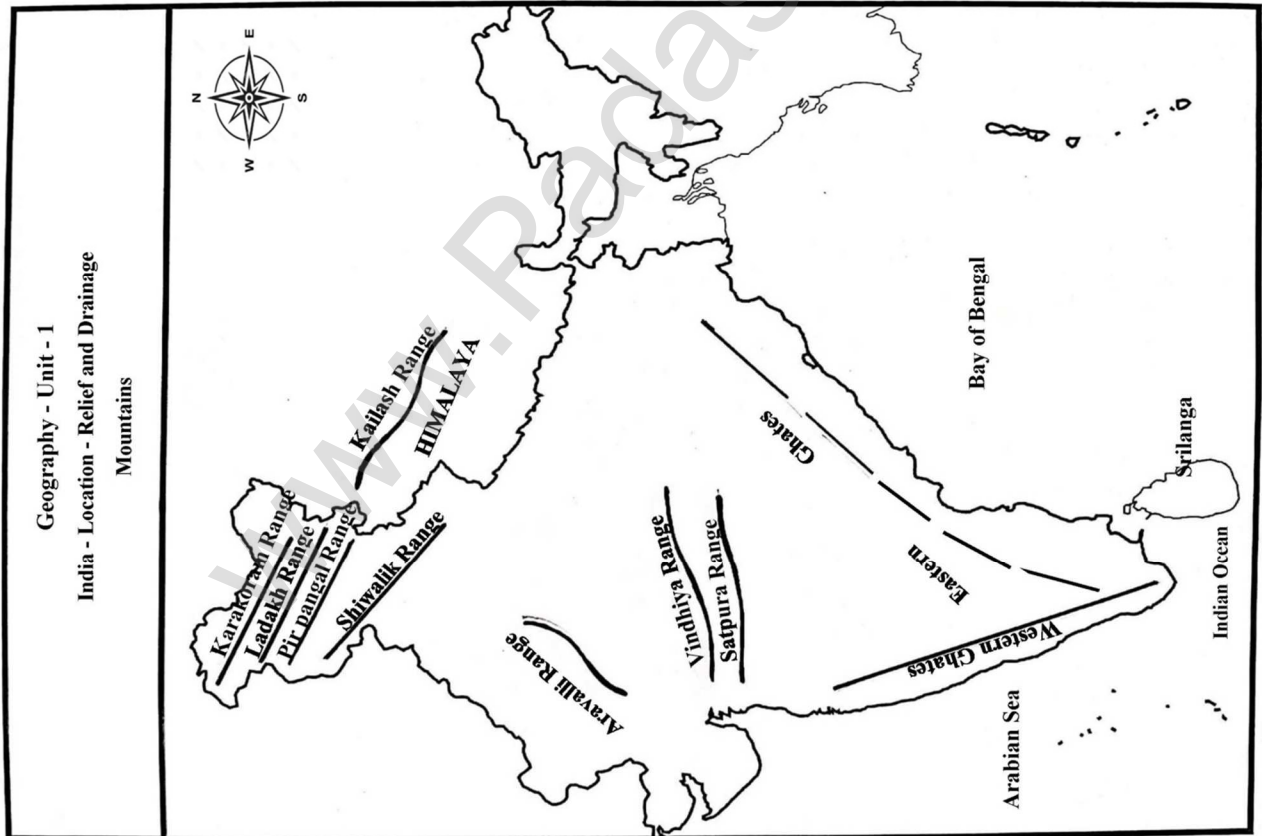 Geography - Unit - 1
India - Location - Relief and Drainage
Mountains
N
E
S
W
Karakoram Range
Ladakh Range
Pir pangal Range
Shiwalik Range
Kailash Range
HIMALAYA
Aravalli Range
Vindhiya Range
Satpura Range
Eastern
Ghates
Western Ghates
Arabian Sea
Bay of Bengal
Indian Ocean
Srilanga